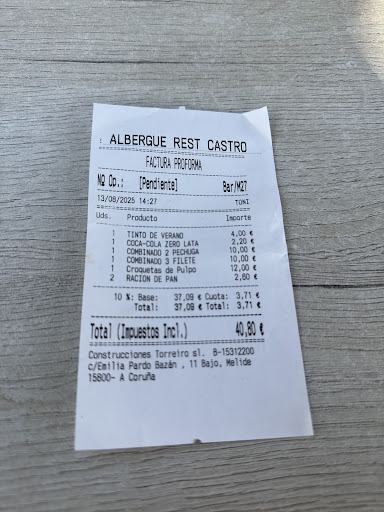 : ALBERGUE REST CASTRO
FACTURA PROFORMA
NQ Op.: [Pendiente] Bar/M27
13/08/2025 14:27 TONI
Uds. Producto Importe
1 TINTO DE VERANO 4,00 €
1 COCA-COLA ZERO LATA 2,20 €
1 COMBINADO 2 PECHUGA 10,00 €
1 COMBINADO 3 FILETE 10,00 €
1 Croquetas de Pulpo 12,00 €
2 RACION DE PAN 2,60 €
10 %: Base: 37,09 € Cuota: 3,71 €
Total: 37,09 € Total: 3,71 €
Total (Impuestos Incl.) 40,80 €
Construcciones Torreiro sl. B-15312200
c/Emilia Pardo Bazán , 11 Bajo, Melide
15800- A Coruña